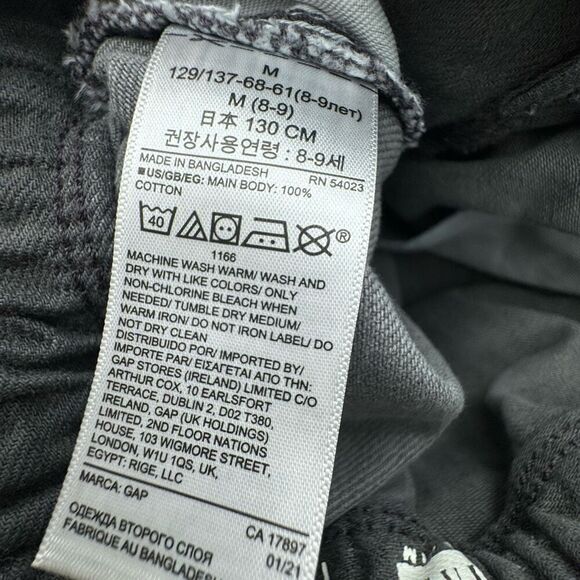 M
129/137-68-61(8-9лет)
M (8-9)
日本 130 CM
권장사용연령 : 8-9세
MADE IN BANGLADESH RN 54023
■US/GB/EG: MAIN BODY: 100%
COTTON
40 ®
1166
MACHINE WASH WARM/ WASH AND
DRY WITH LIKE COLORS/ ONLY
NON-CHLORINE BLEACH WHEN
NEEDED/ TUMBLE DRY MEDIUM/
WARM IRON/ DO NOT IRON LABEL/ DO
NOT DRY CLEAN
DISTRIBUIDO POR/ IMPORTED BY/
IMPORTE PAR/ ΕΙΣΑΓΕΤΑΙ ΑΠΟ ΤΗΝ:
GAP STORES (IRELAND) LIMITED C/O
ARTHUR COX, 10 EARLSFORT
TERRACE, DUBLIN 2, D02 T380,
IRELAND, GAP (UK HOLDINGS)
LIMITED, 2ND FLOOR NATIONS
HOUSE, 103 WIGMORE STREET,
LONDON, W1U 1QS, UK,
EGYPT: RIGE, LLC
MARCA: GAP
CA 17897
ОДЕЖДА ВТОРОГО СЛОЯ
01/21
FABRIQUE AU BANGLADESH